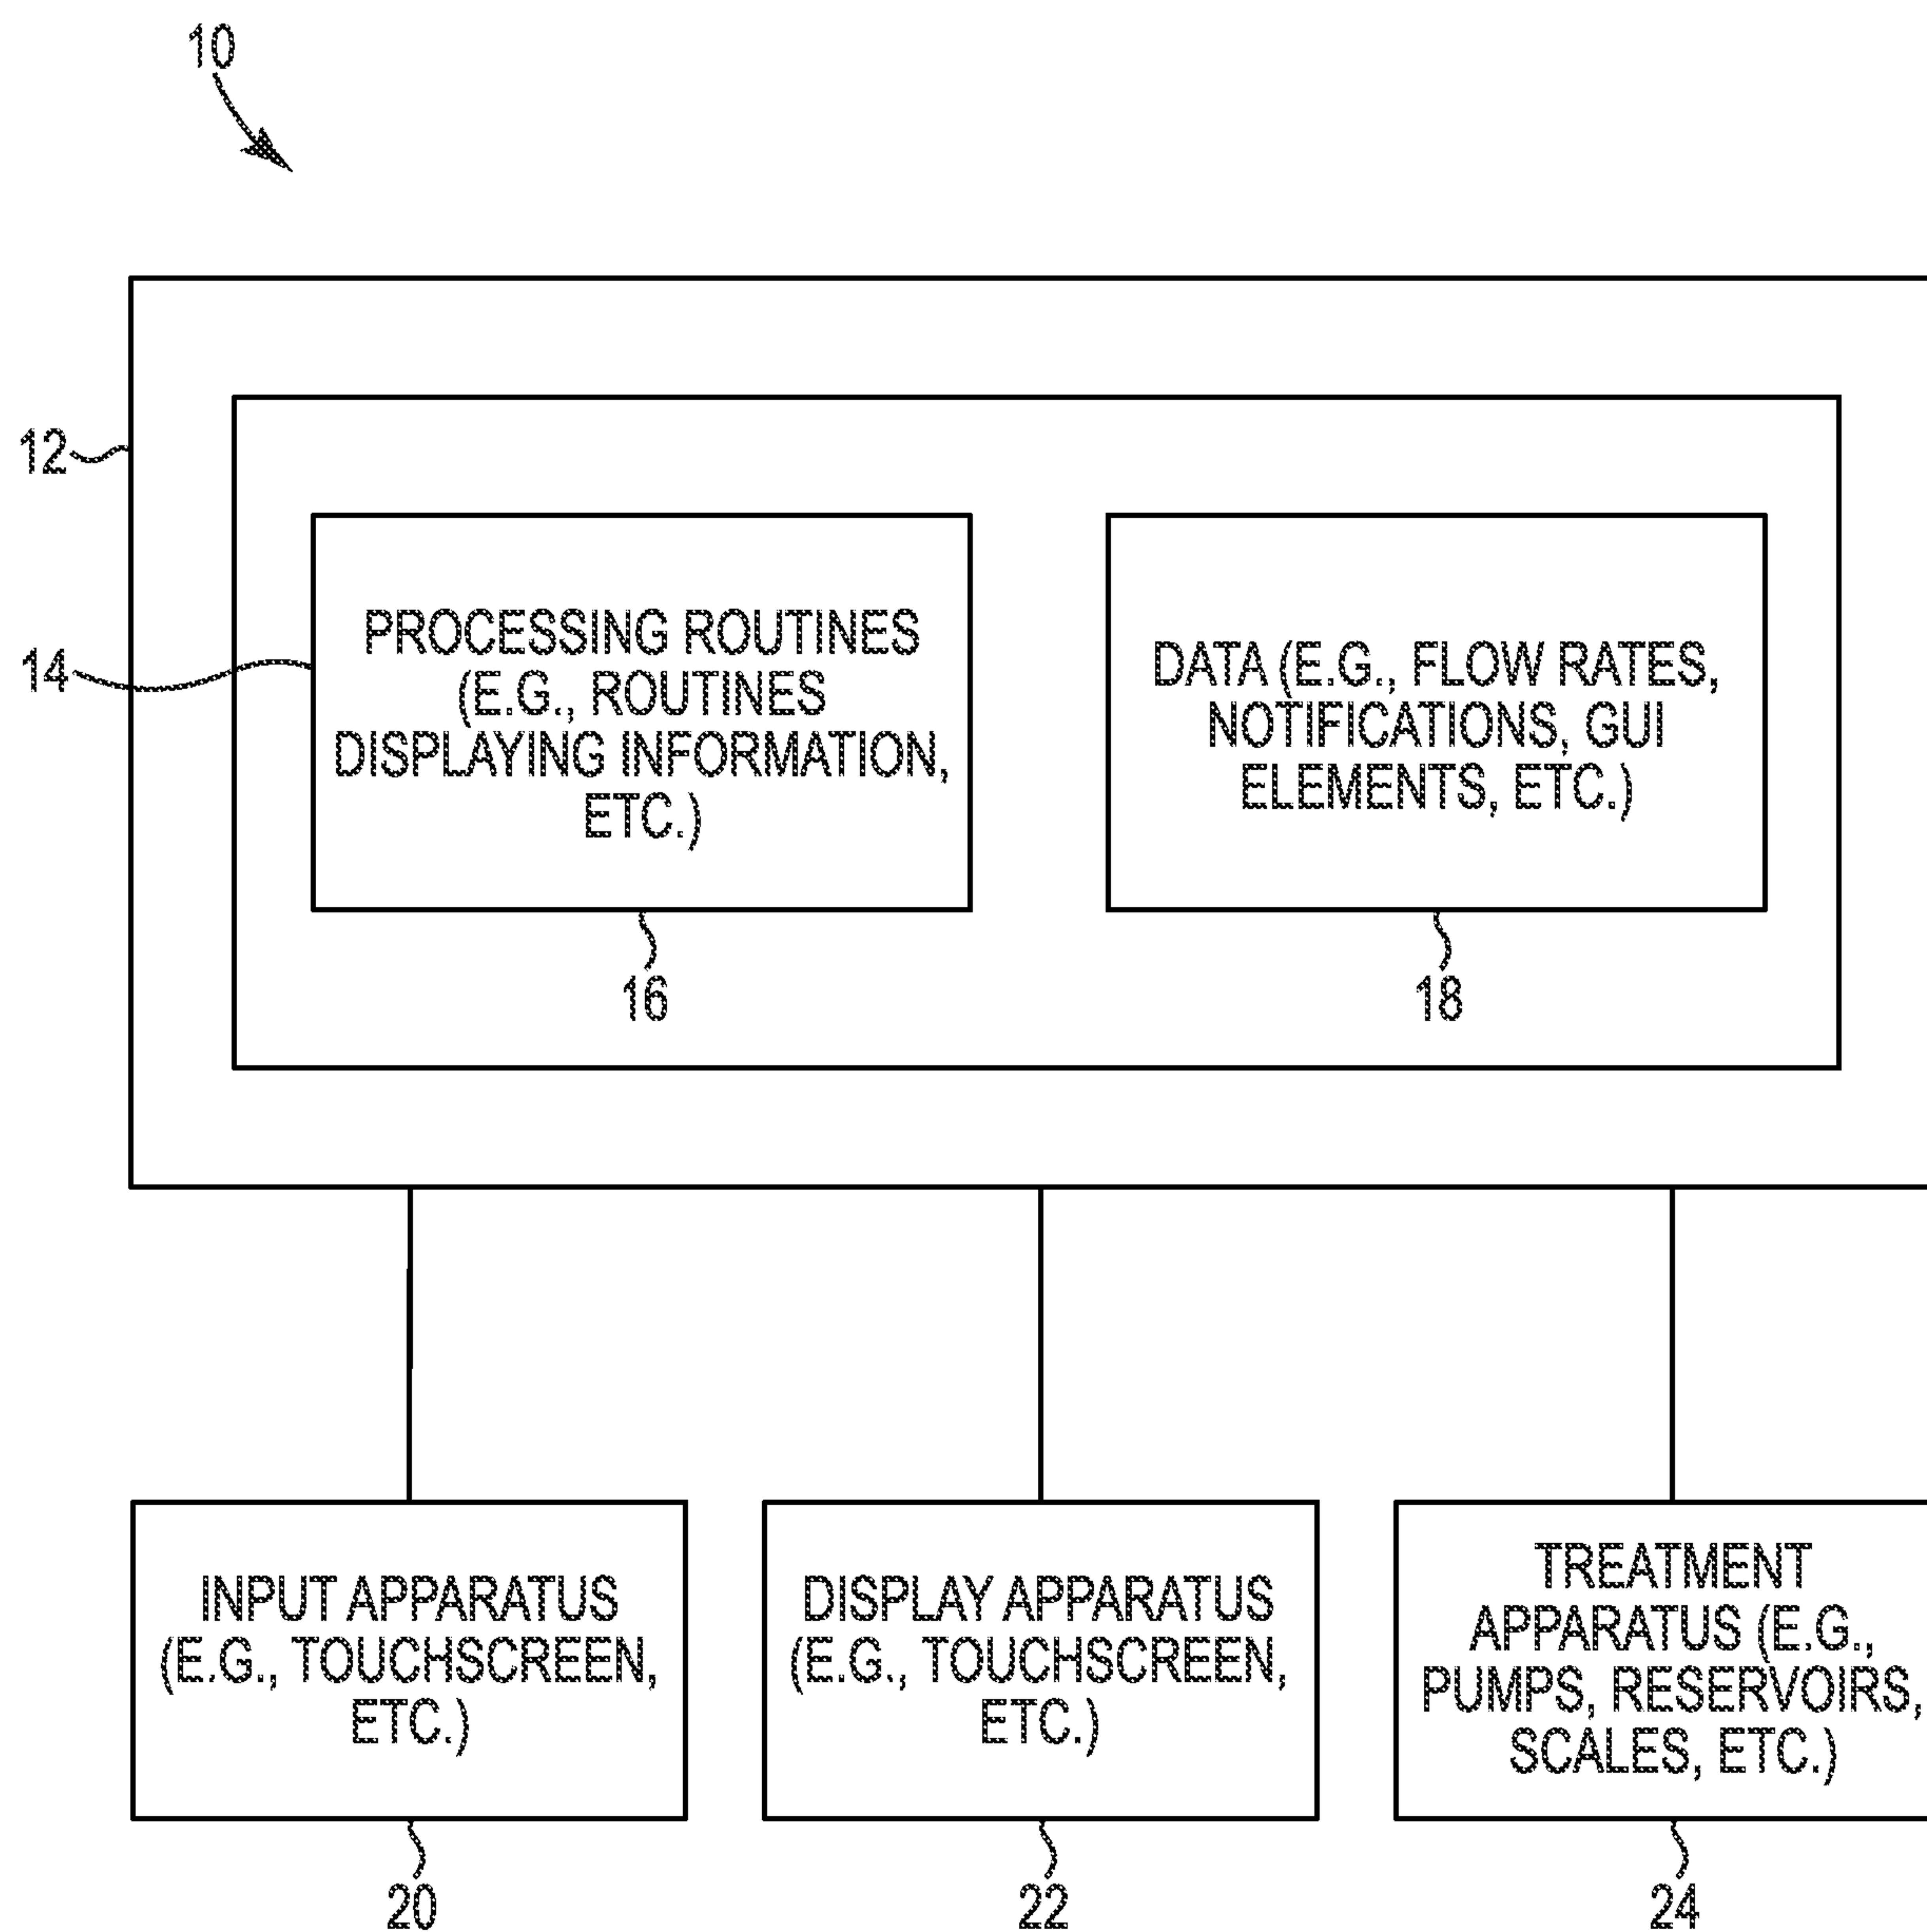 10
12
PROCESSING ROUTINES
(E.G., ROUTINES
DISPLAYING INFORMATION,
ETC.)
DATA (E.G., FLOW RATES,
NOTIFICATIONS, GUI
ELEMENTS, ETC.)
14
16
18
INPUT APPARATUS
(E.G., TOUCHSCREEN,
ETC.)
DISPLAY APPARATUS
(E.G., TOUCHSCREEN,
ETC.)
TREATMENT
APPARATUS (E.G.,
PUMPS, RESERVOIRS,
SCALES, ETC.)
20
22
24